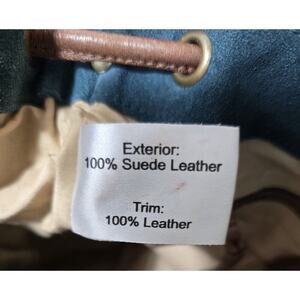 Exterior:
100% Suede Leather
Trim:
100% Leather